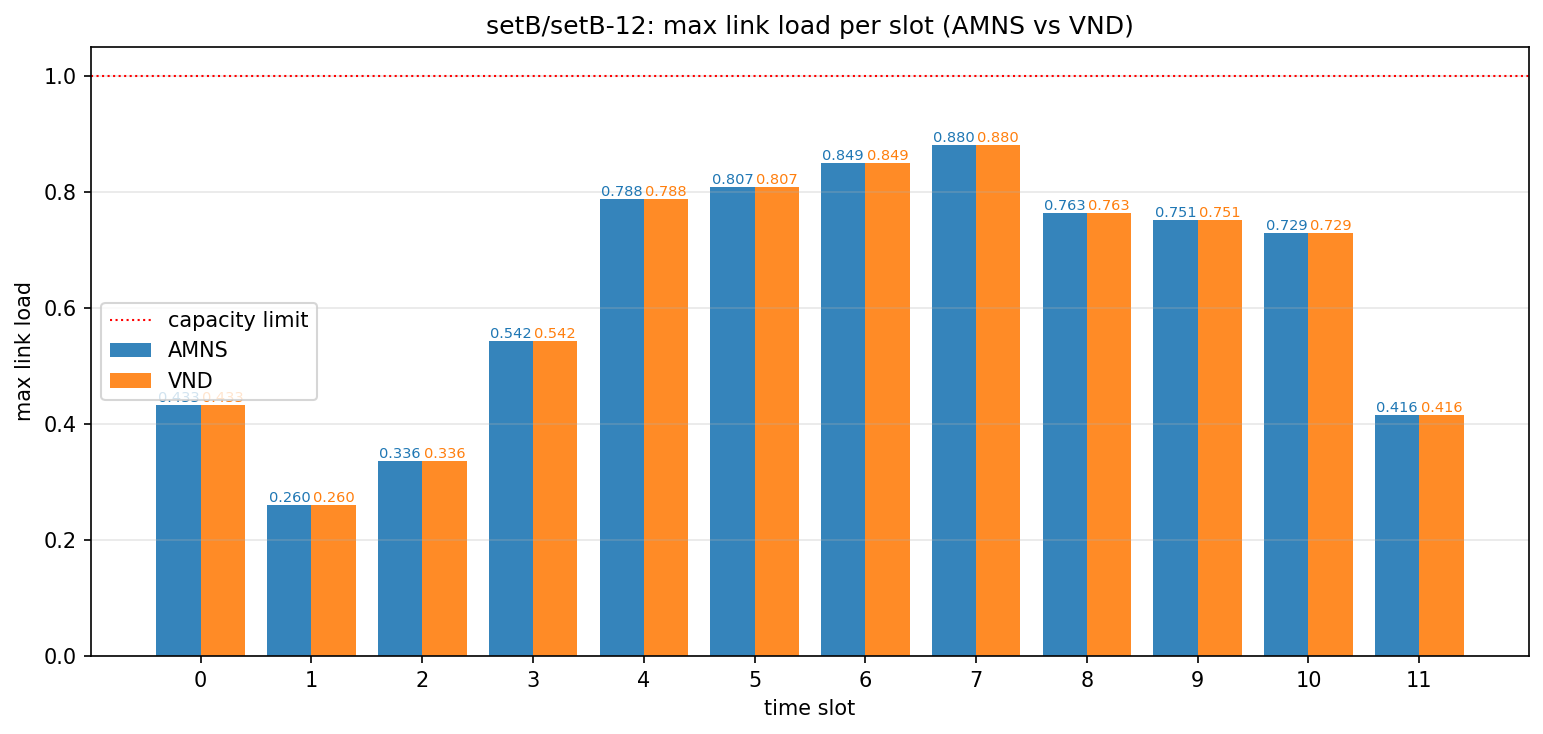 setB/setB-12: max link load per slot (AMNS vs VND)
max link load
1.0
0.8
0.6
0.4
0.2
0.0
capacity limit
AMNS
VND
0.433 0.433
0.260 0.260
0.336 0.336
0.542 0.542
0.788 0.788
0.807 0.807
0.849 0.849
0.880 0.880
0.763 0.763
0.751 0.751
0.729 0.729
0.416 0.416
0 1 2 3 4 5 6 7 8 9 10 11
time slot